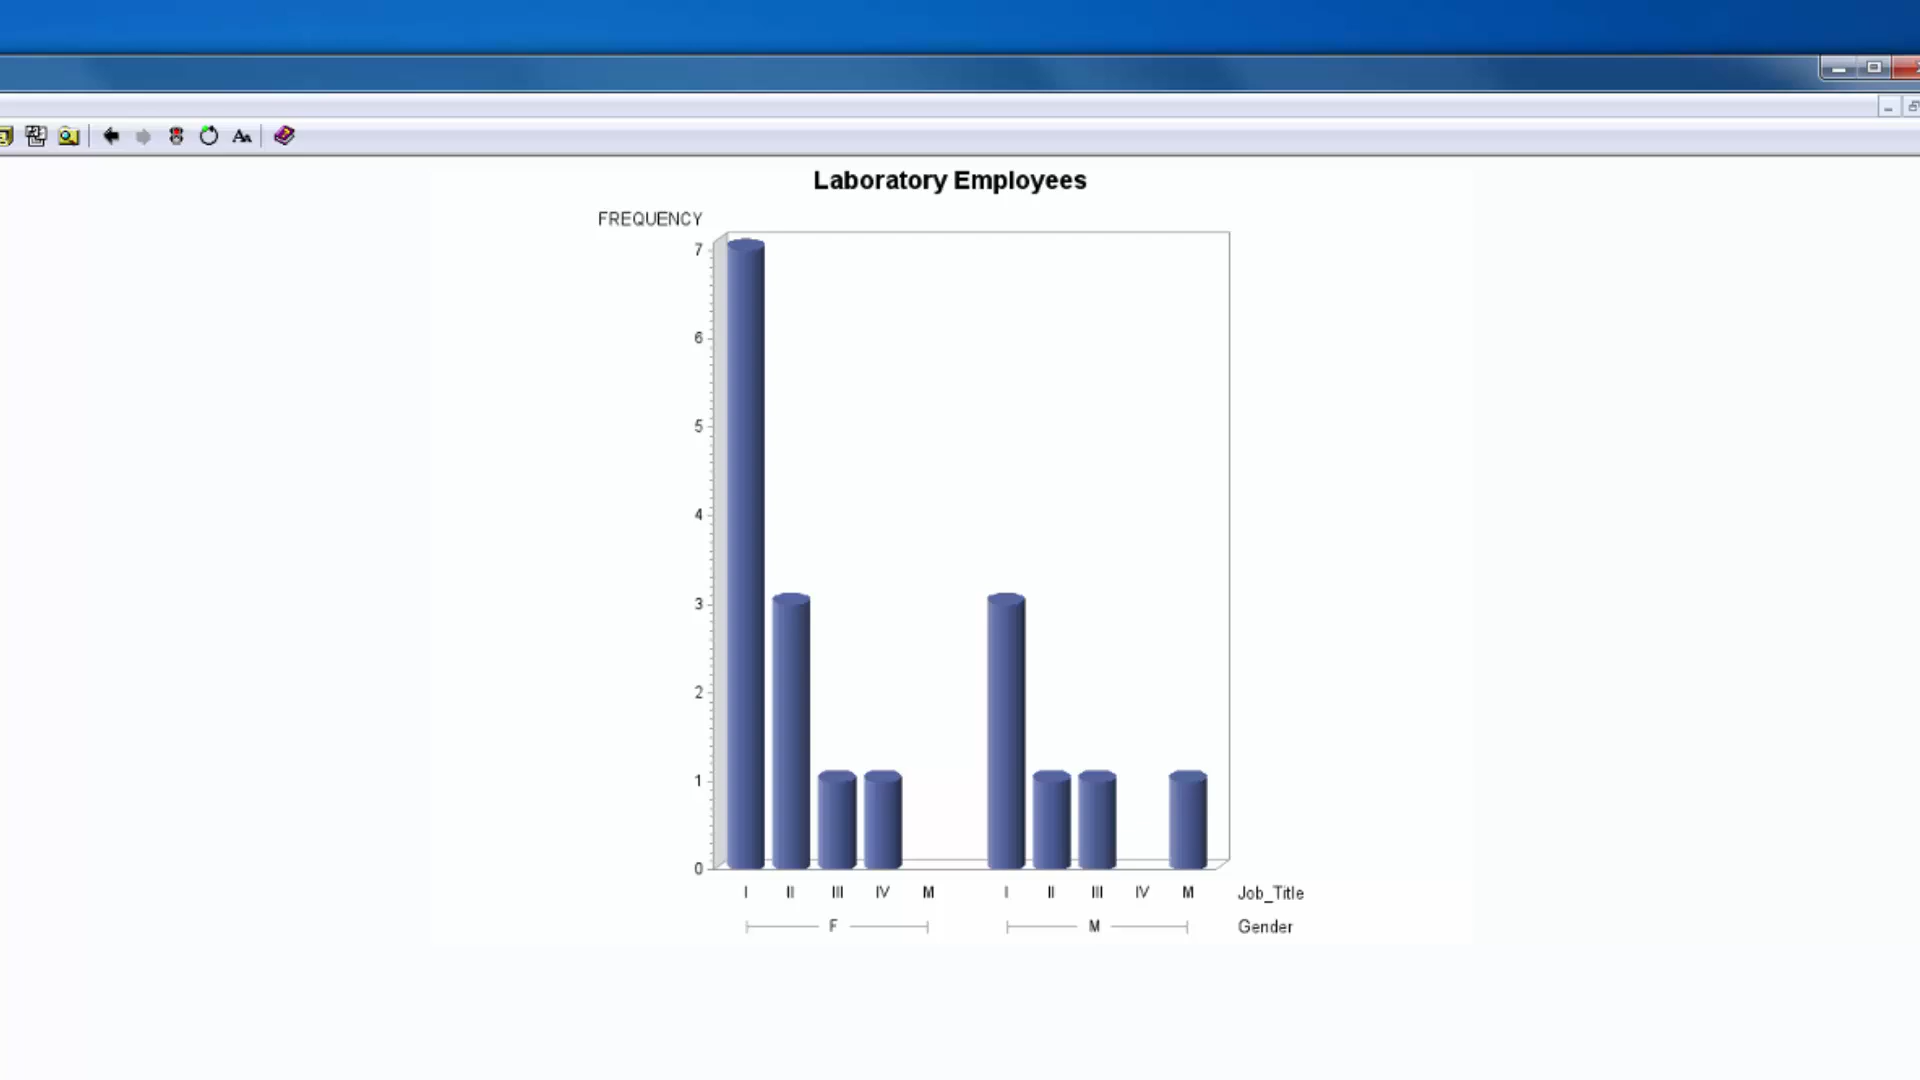 Laboratory Employees
FREQUENCY
7
6
5
4
3
2
1
0
I II III IV M I II III IV M Job_Title
F M Gender